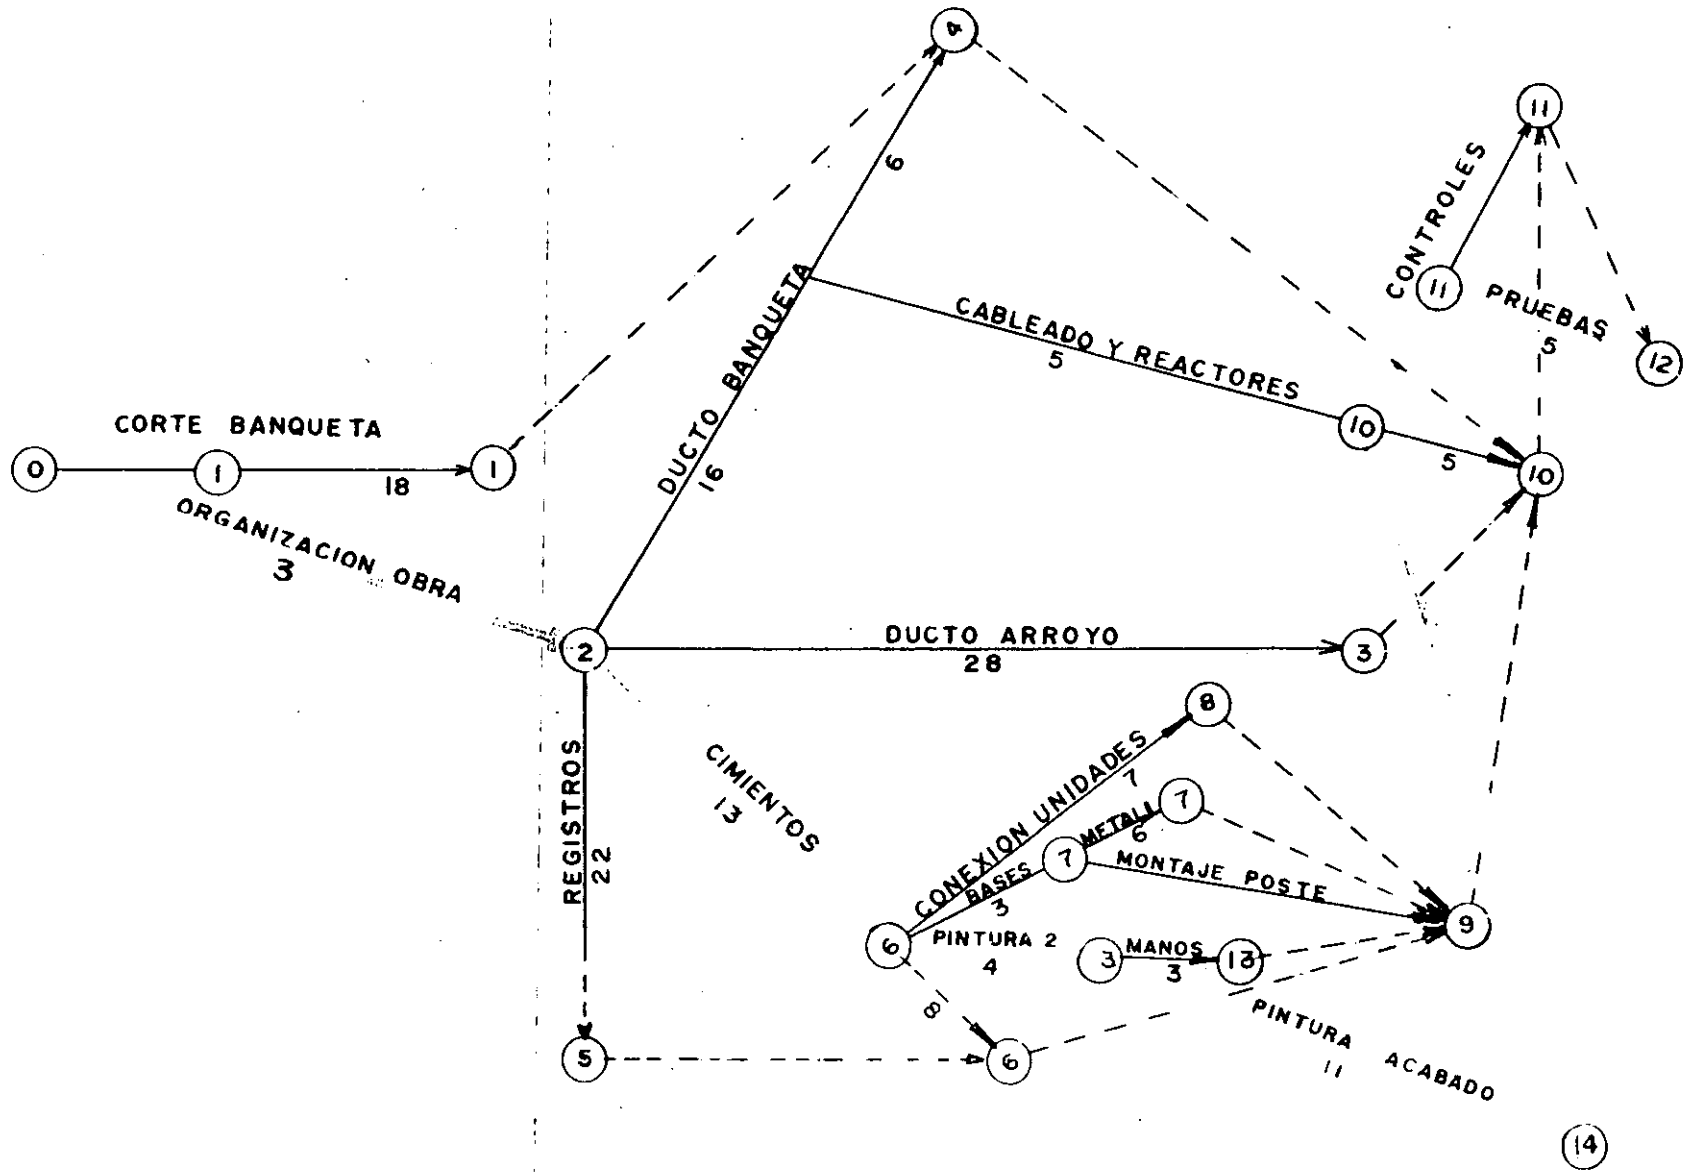 4
11
6
CONTROLES
11
PRUEBAS
5
12
DUCTO BANQUETA
16
CABLEADO Y REACTORES
5
10
5
10
CORTE BANQUETA
0
1
18
1
ORGANIZACION OBRA
3
2
DUCTO ARROYO
28
3
REGISTROS
22
CIMIENTOS
13
8
CONEXION UNIDADES
7
METALI
6
7
7
BASES
3
MONTAJE POSTE
9
6
PINTURA 2
4
3
MANOS
3
13
8
PINTURA ACABADO
11
5
6
14